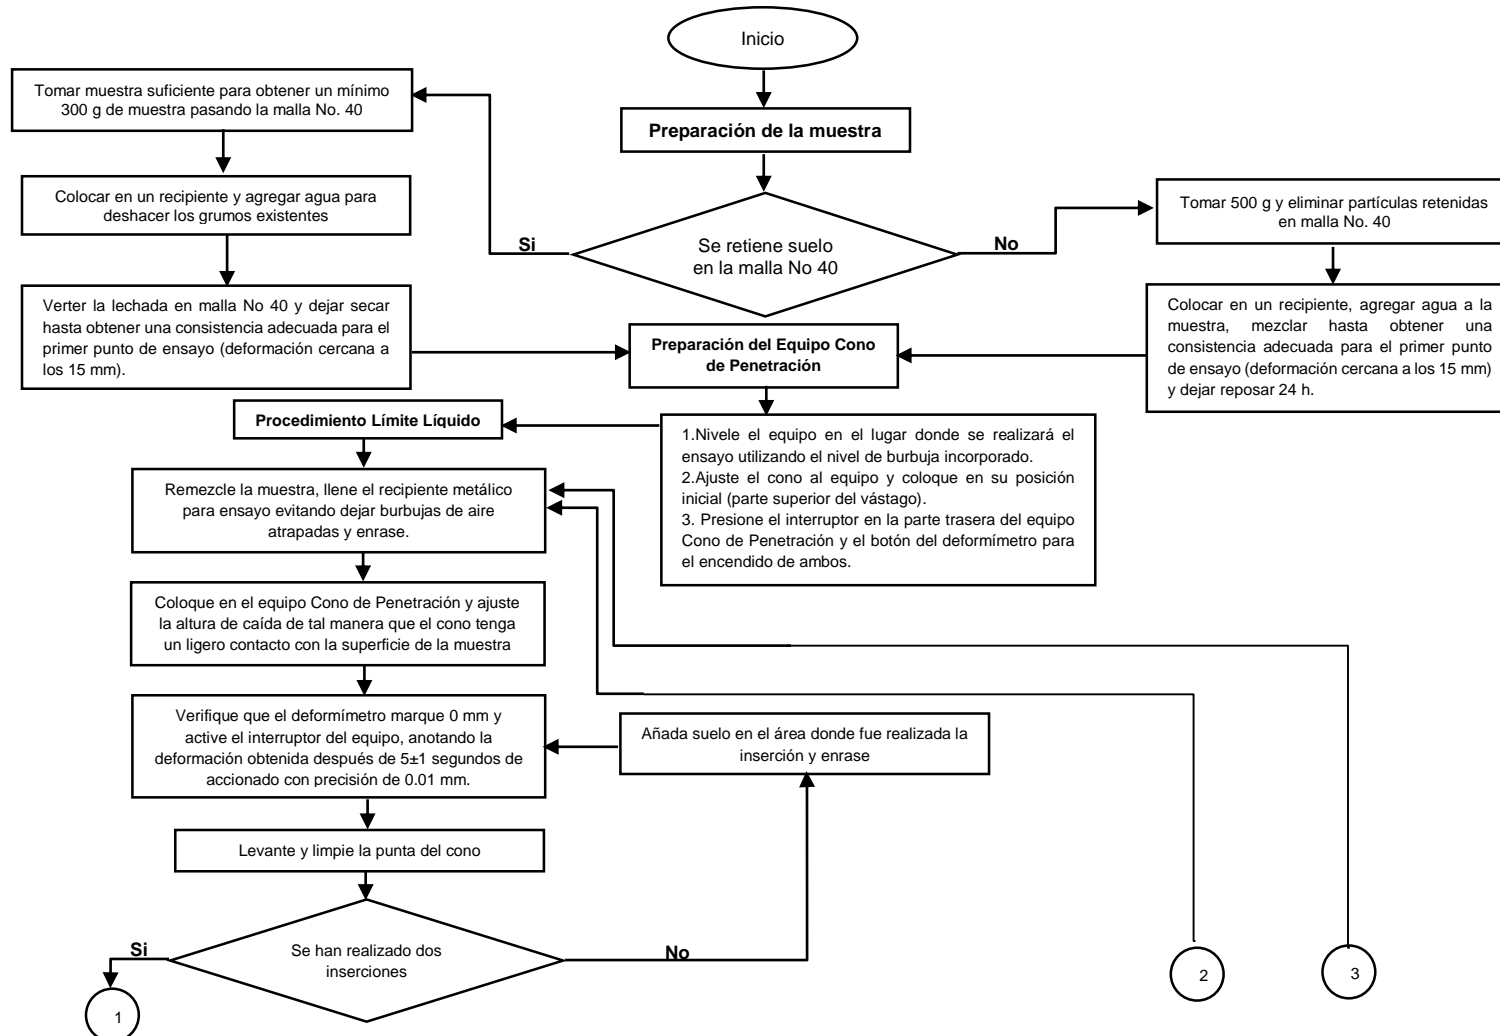 Inicio
Tomar muestra suficiente para obtener un mínimo
300 g de muestra pasando la malla No. 40
Preparación de la muestra
Colocar en un recipiente y agregar agua para
deshacer los grumos existentes
Tomar 500 g y eliminar partículas retenidas
en malla No. 40
Si
Se retiene suelo
en la malla No 40
No
Verter la lechada en malla No 40 y dejar secar
hasta obtener una consistencia adecuada para el
primer punto de ensayo (deformación cercana a
los 15 mm).
Preparación del Equipo Cono
de Penetración
Colocar en un recipiente, agregar agua a la
muestra, mezclar hasta obtener una
consistencia adecuada para el primer punto
de ensayo (deformación cercana a los 15 mm)
y dejar reposar 24 h.
Procedimiento Límite Líquido
1.Nivele el equipo en el lugar donde se realizará el
ensayo utilizando el nivel de burbuja incorporado.
2.Ajuste el cono al equipo y coloque en su posición
inicial (parte superior del vástago).
3. Presione el interruptor en la parte trasera del equipo
Cono de Penetración y el botón del deformímetro para
el encendido de ambos.
Remezcle la muestra, llene el recipiente metálico
para ensayo evitando dejar burbujas de aire
atrapadas y enrase.
Coloque en el equipo Cono de Penetración y ajuste
la altura de caída de tal manera que el cono tenga
un ligero contacto con la superficie de la muestra
Verifique que el deformímetro marque 0 mm y
active el interruptor del equipo, anotando la
deformación obtenida después de 5±1 segundos de
accionado con precisión de 0.01 mm.
Añada suelo en el área donde fue realizada la
inserción y enrase
Levante y limpie la punta del cono
Si
Se han realizado dos
inserciones
No
1
2
3